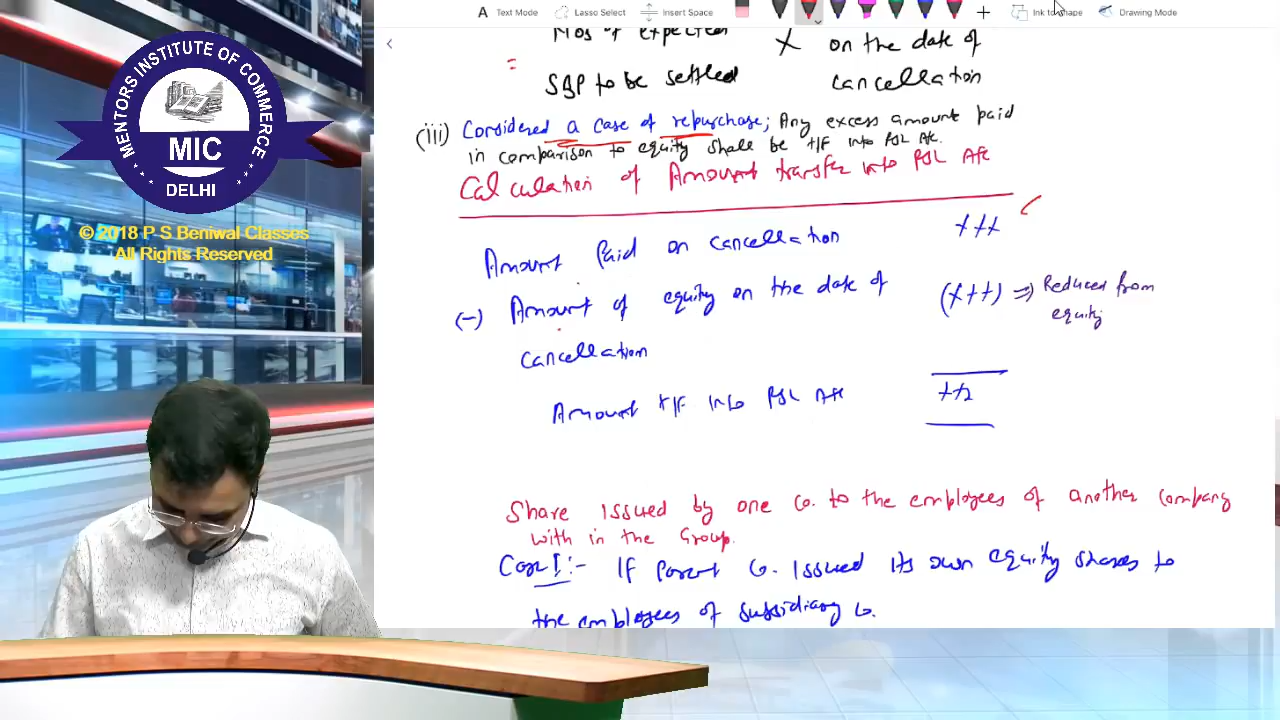 Text Mode
Lasso Select
Insert Space
Ink to Shape
Drawing Mode
Nos of expected
= X on the date of
SBP to be settled cancellation
(iii) Considered a case of repurchase; Any excess amount paid
in comparison to equity shall be t/f into P&L A/c.
Calculation of Amount transfer into P&L A/c
Amount Paid on cancellation +++
(-) Amount of equity on the date of (+++) ⇒ Reduced from
equity
cancellation
Amount t/f into P&L A/c
Share issued by one Co. to the employees of another company
with in the Group.
Case I :- If Parent Co. issued its own equity shares to
the employees of subsidiary Co.
MENTORS INSTITUTE OF COMMERCE
MIC
DELHI
© 2018 P S Beniwal Classes
All Rights Reserved